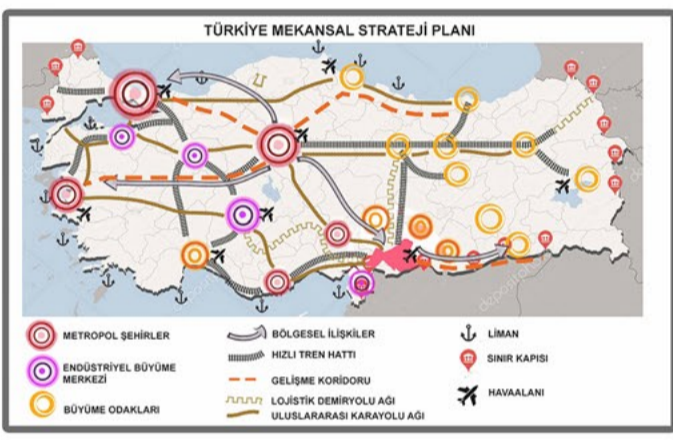 TÜRKİYE MEKANSAL STRATEJİ PLANI
METROPOL ŞEHİRLER
ENDÜSTRİYEL BÜYÜME
MERKEZİ
BÜYÜME ODAKLARI
BÖLGESEL İLİŞKİLER
HIZLI TREN HATTI
GELİŞME KORİDORU
LOJİSTİK DEMİRYOLU AĞI
ULUSLARARASI KARAYOLU AĞI
LİMAN
SINIR KAPISI
HAVAALANI